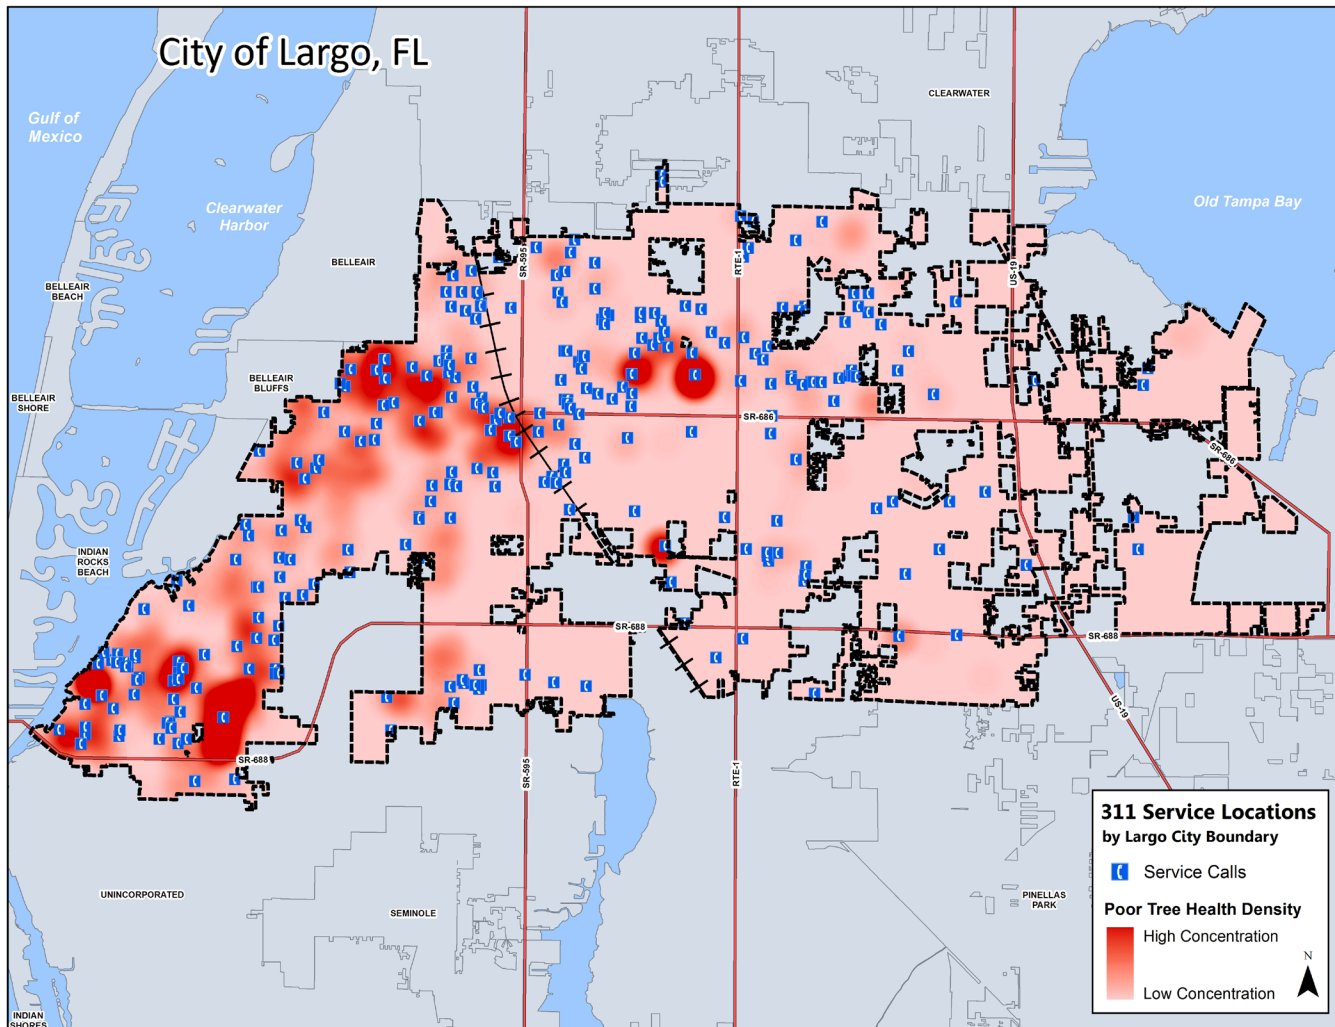 City of Largo, FL
CLEARWATER
Gulf of
Mexico
Clearwater
Harbor
Old Tampa Bay
BELLEAIR
SR-595
RTE-1
US-19
BELLEAIR
BEACH
BELLEAIR
BLUFFS
BELLEAIR
SHORE
SR-686
SR-686
INDIAN
ROCKS
BEACH
SR-688
SR-688
US-19
SR-688
SR-595
RTE-1
UNINCORPORATED
SEMINOLE
PINELLAS
PARK
INDIAN
SHORES
311 Service Locations
by Largo City Boundary
Service Calls
Poor Tree Health Density
High Concentration
Low Concentration
N